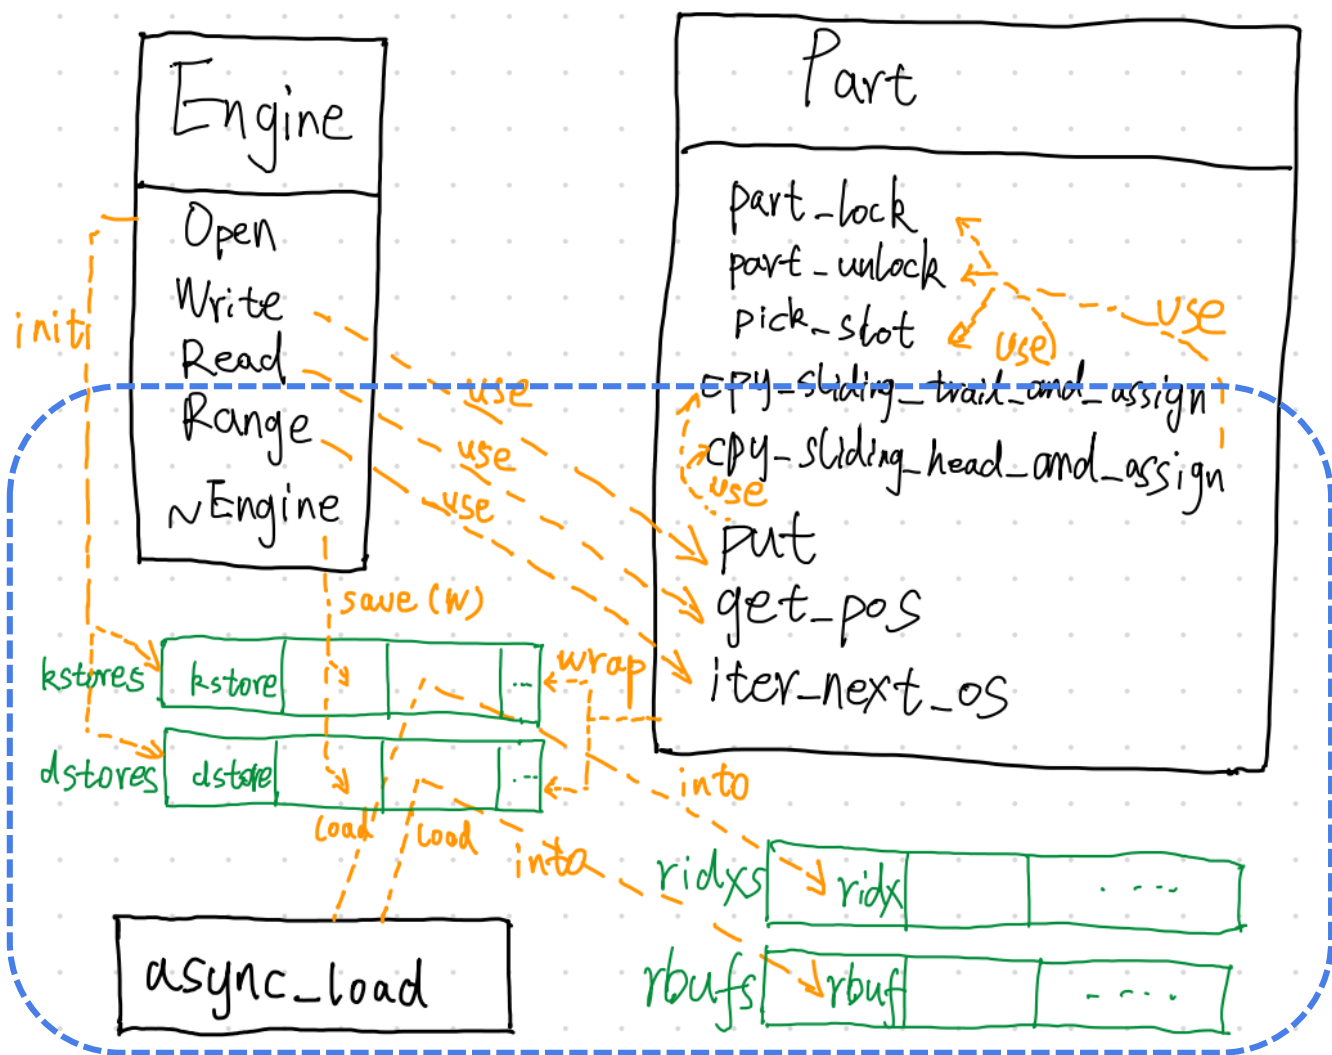 Engine
Open
Write
Read
Range
~Engine
init
Part
part_lock
part_unlock
pick_slot
cpy_sliding_trail_and_assign
cpy_sliding_head_and_assign
put
get_pos
iter_next_os
use
use
use
use
use
use
save (W)
wrap
kstores
kstore
...
dstores
dstore
...
load
load
into
into
ridxs
ridx
. ---
rbufs
rbuf
- ---
async_load